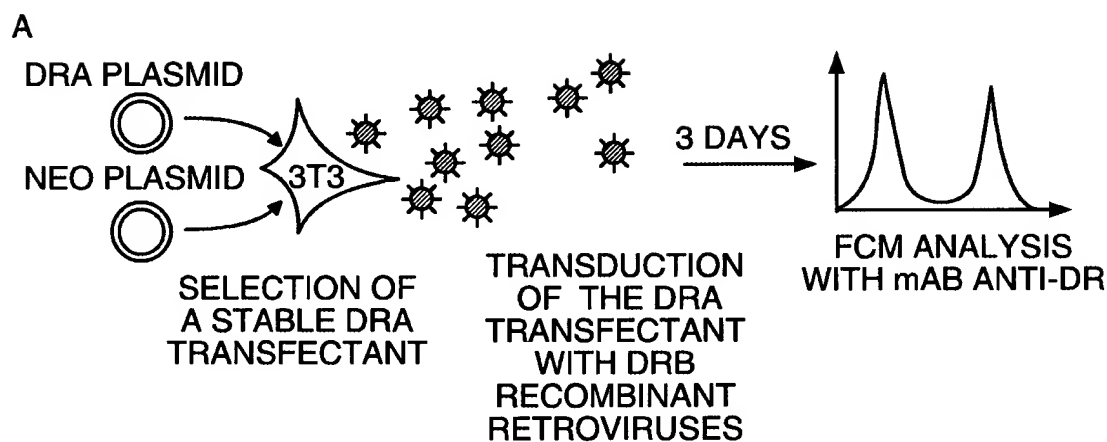 A
DRA PLASMID
NEO PLASMID
3T3
SELECTION OF
A STABLE DRA
TRANSFECTANT
TRANSDUCTION
OF THE DRA
TRANSFECTANT
WITH DRB
RECOMBINANT
RETROVIRUSES
3 DAYS
FCM ANALYSIS
WITH mAB ANTI-DR